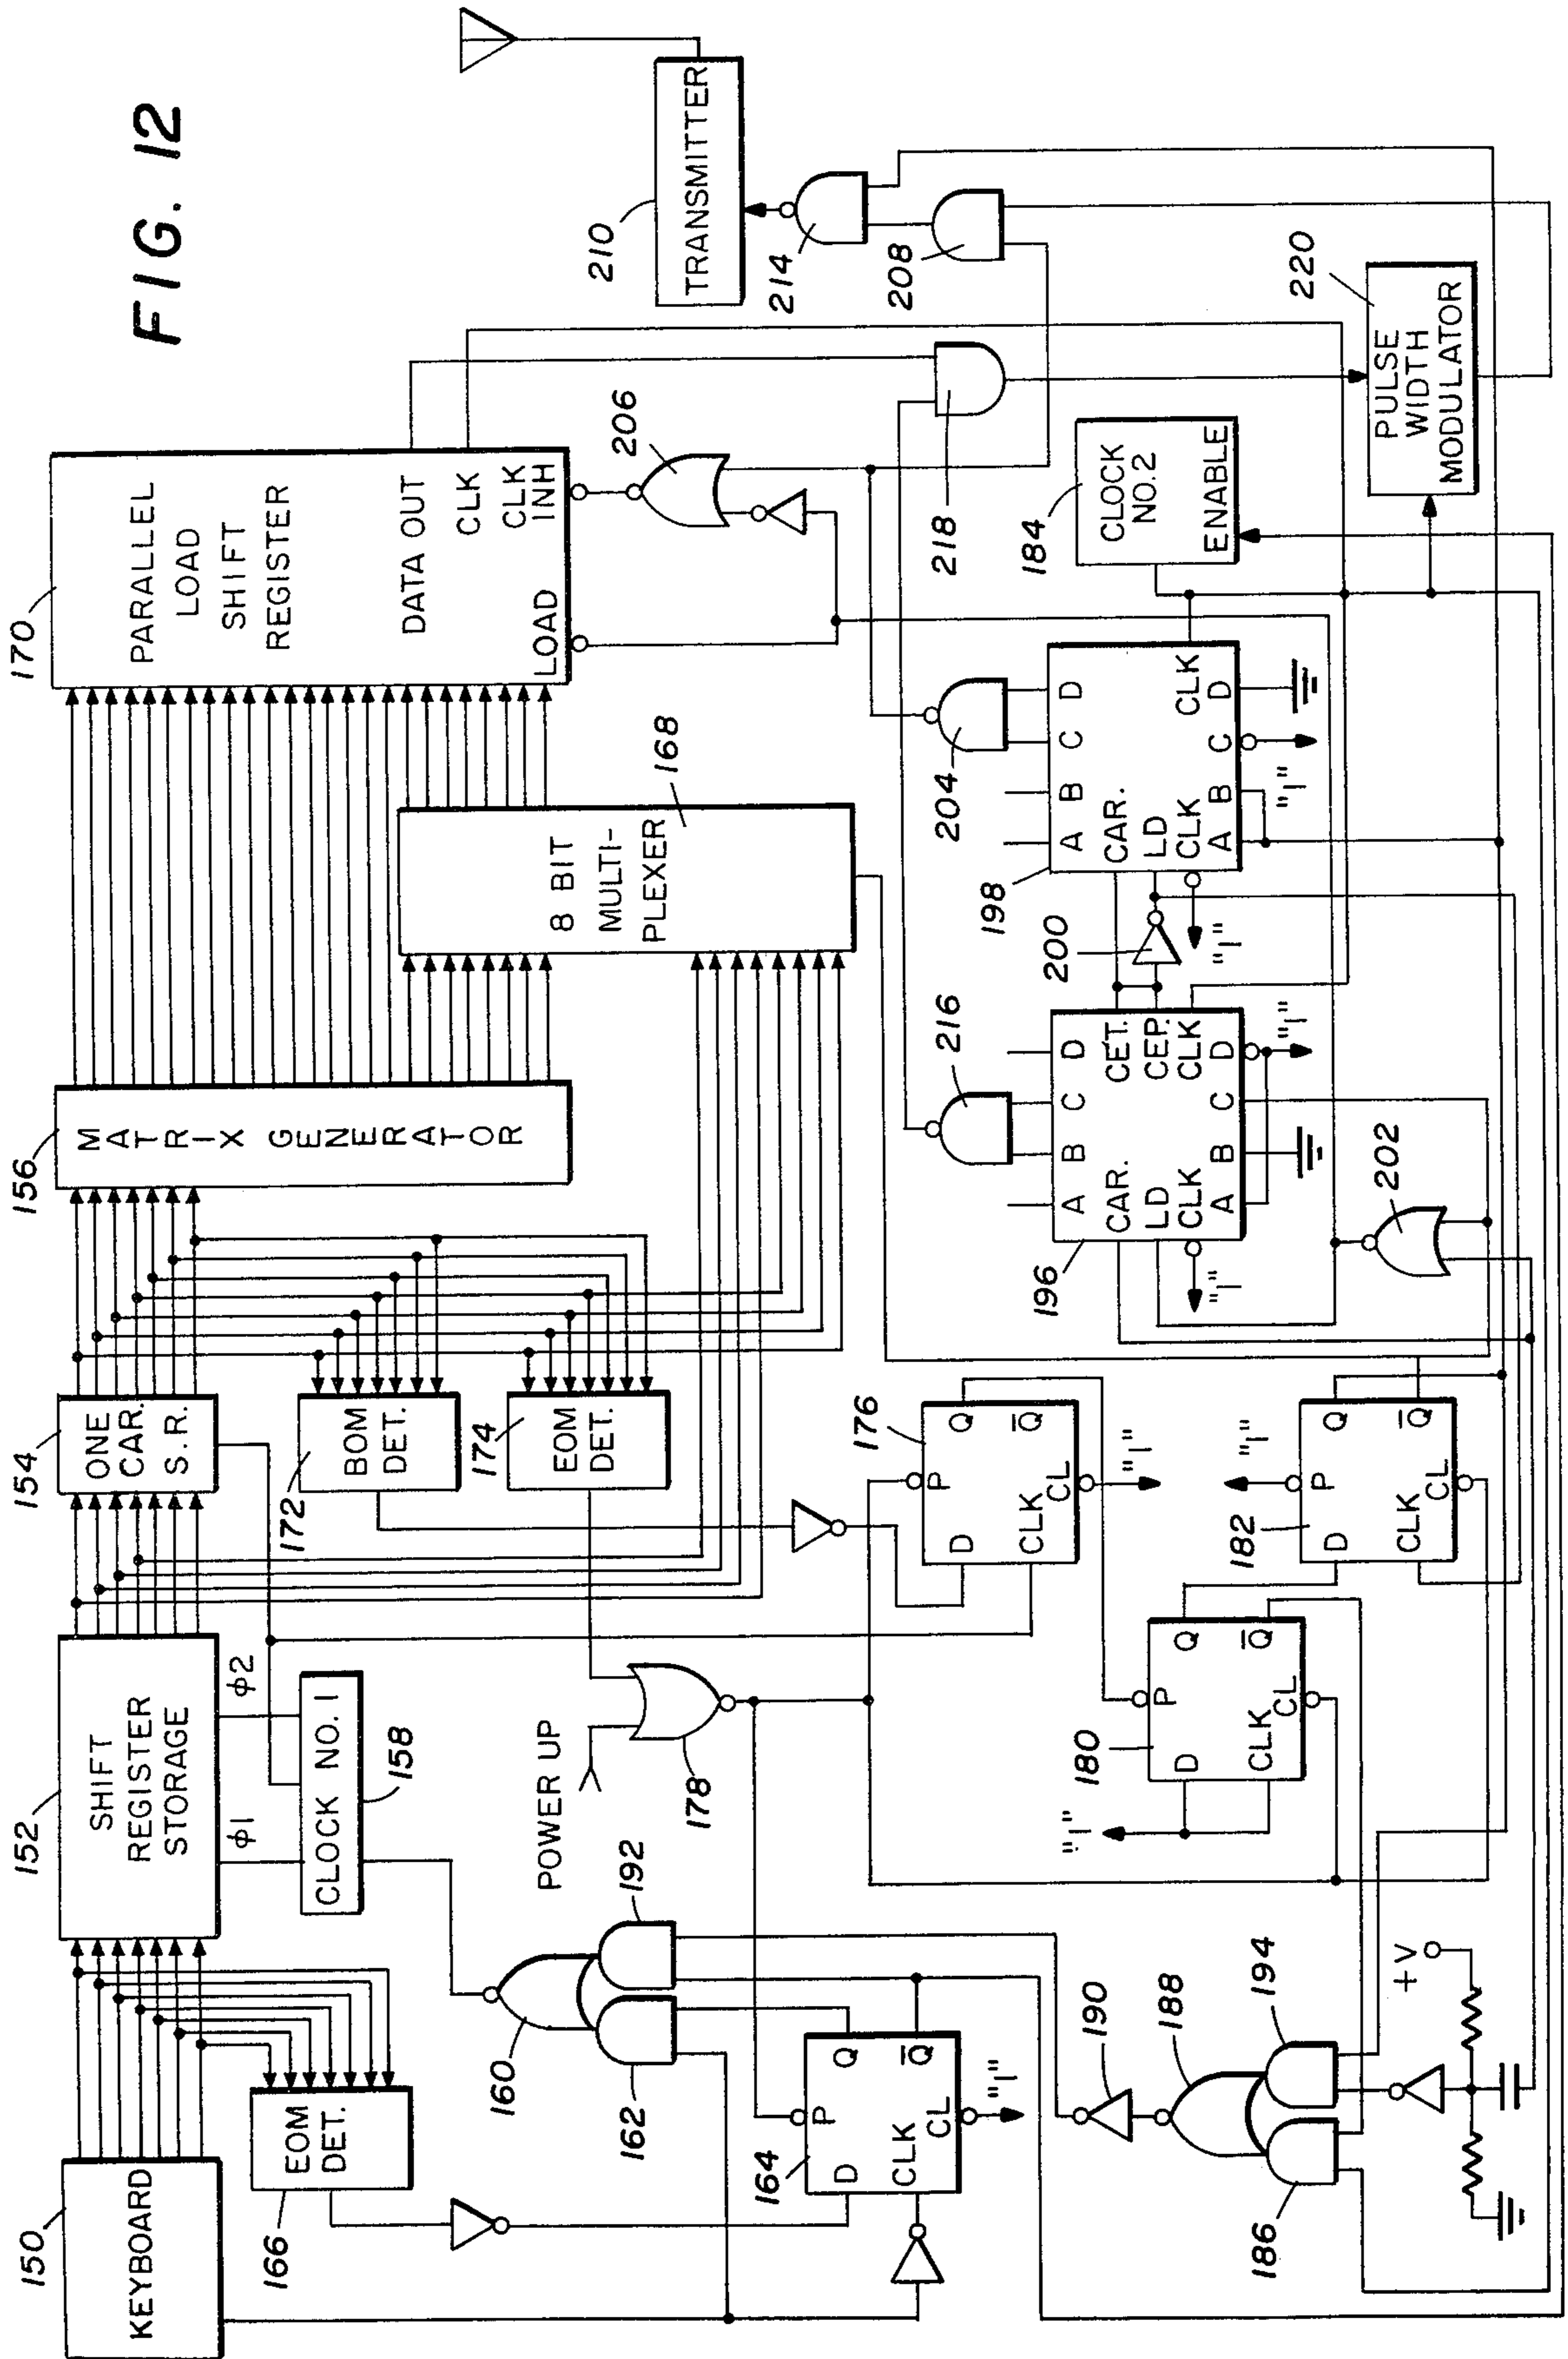 FIG. 12
150
KEYBOARD
152
SHIFT
REGISTER
STORAGE
φ1
φ2
154
ONE
CAR.
S.R.
156
MATRIX GENERATOR
170
PARALLEL
LOAD
SHIFT
REGISTER
DATA OUT
CLK
CLK
INH
LOAD
166
EOM
DET.
CLOCK NO. 1
158
172
BOM
DET.
174
EOM
DET.
8 BIT
MULTI-
PLEXER
168
206
210
TRANSMITTER
214
208
160
162
192
POWER UP
178
164
D
P
Q
Q̅
CLK
CL
"1"
176
P
Q
D
Q̅
CLK
CL
"1"
216
A
B
C
D
CAR.
CET.
LD
CEP.
CLK
CLK
A
B
C
D
196
"1"
"1"
200
204
A
B
C
D
CAR.
LD
CLK
CLK
A
B
C
D
198
"1"
"1"
218
184
CLOCK
NO.2
ENABLE
220
PULSE
WIDTH
MODULATOR
180
D
P
Q
Q̅
CLK
CL
"1"
182
"1"
P
Q
D
Q̅
CLK
CL
202
190
188
186
194
+V